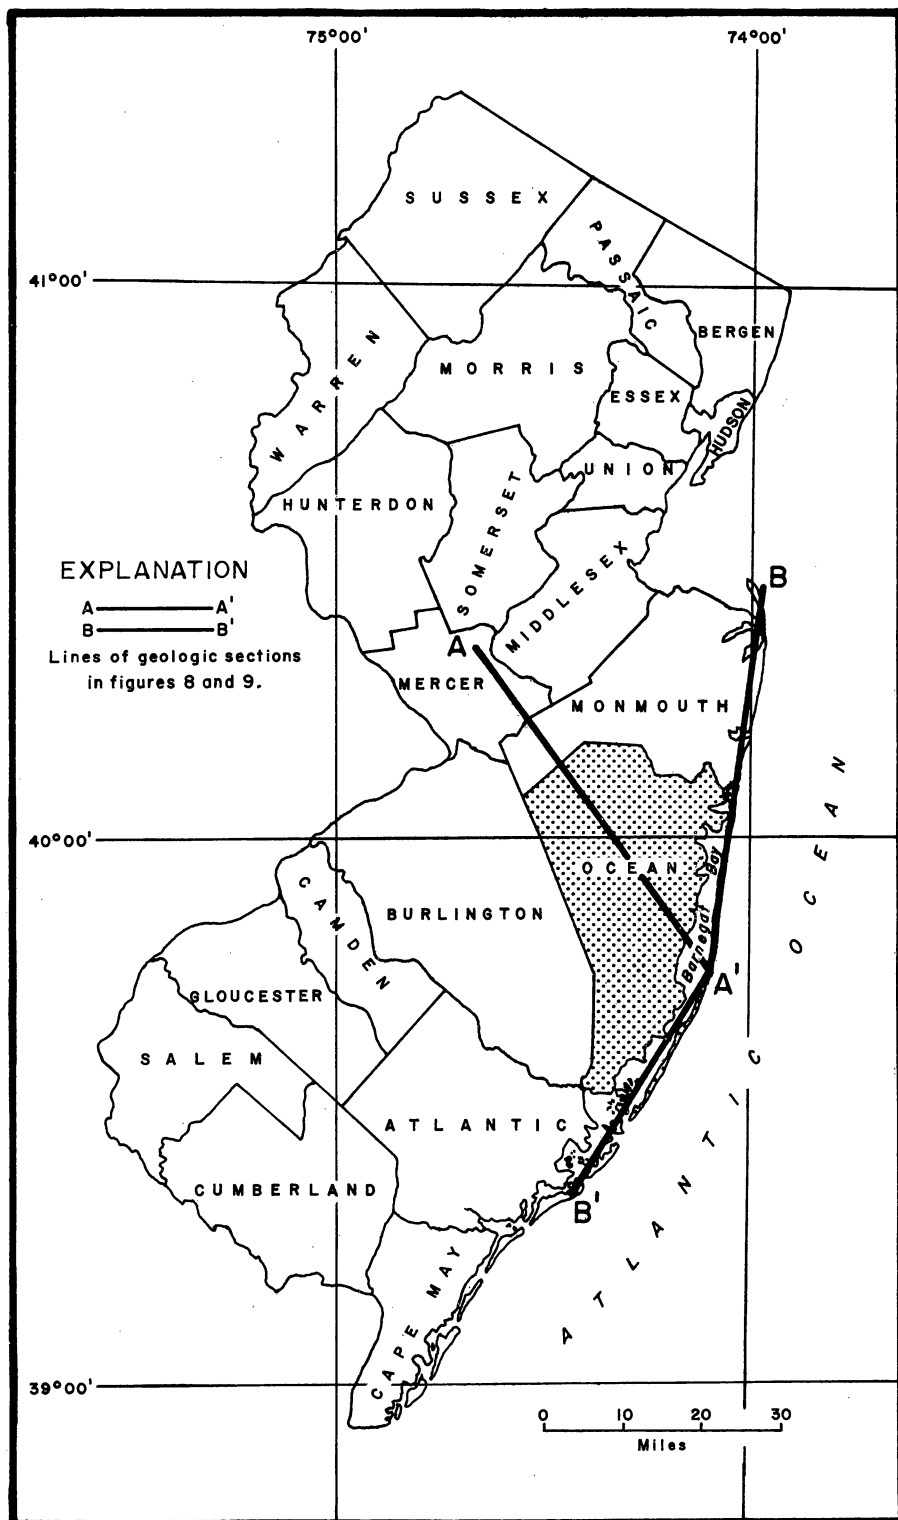 75°00' 74°00'
SUSSEX
PASSAIC
41°00'
BERGEN
WARREN
MORRIS
ESSEX
HUDSON
UNION
HUNTERDON
SOMERSET
MIDDLESEX
EXPLANATION
A A'
B B'
Lines of geologic sections
in figures 8 and 9.
B
A
MERCER
MONMOUTH
40°00'
OCEAN
Barnegat Bay
BURLINGTON
CAMDEN
A'
GLOUCESTER
SALEM
ATLANTIC
CUMBERLAND
B'
CAPE MAY
ATLANTIC OCEAN
39°00'
0 10 20 30
Miles